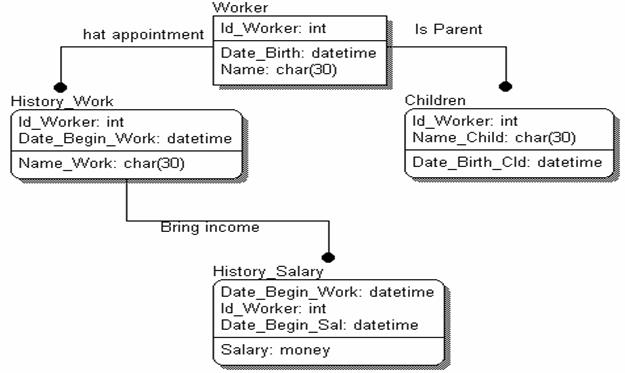 Worker
Id_Worker: int
Date_Birth: datetime
Name: char(30)
hat appointment
Is Parent
History_Work
Id_Worker: int
Date_Begin_Work: datetime
Name_Work: char(30)
Children
Id_Worker: int
Name_Child: char(30)
Date_Birth_Cld: datetime
Bring income
History_Salary
Date_Begin_Work: datetime
Id_Worker: int
Date_Begin_Sal: datetime
Salary: money